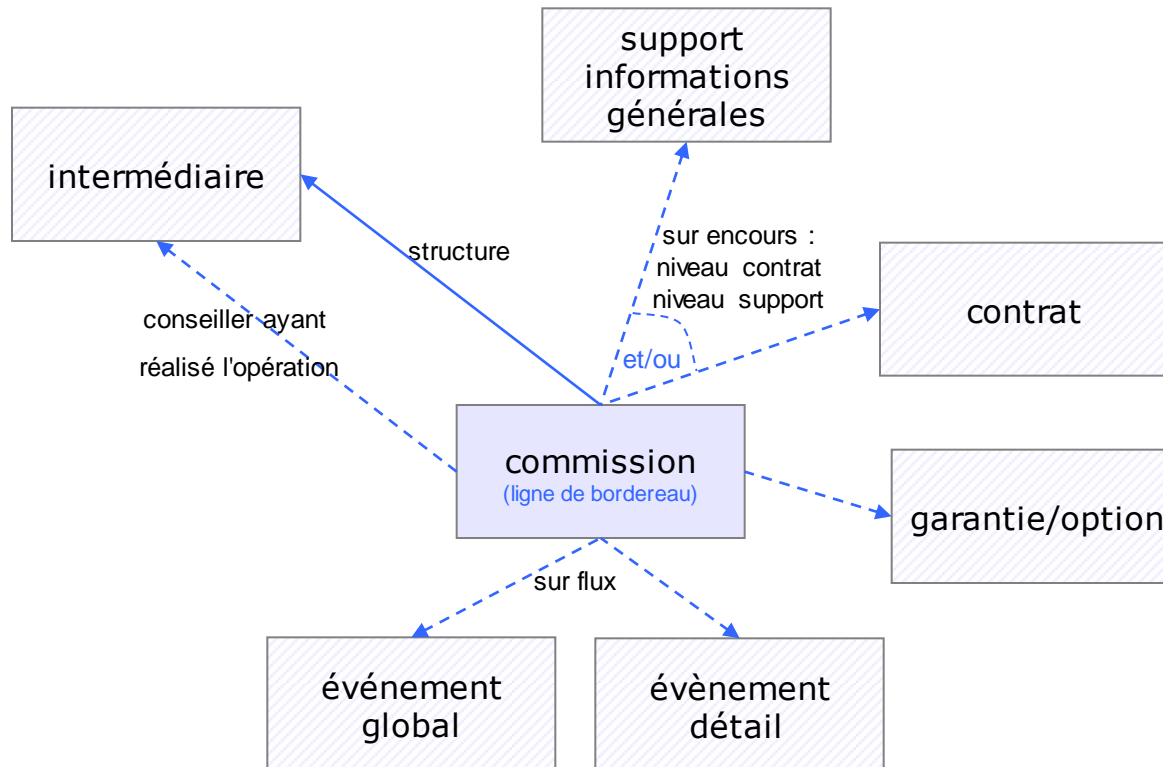 support
informations
générales
intermédiaire
structure
sur encours :
niveau contrat
niveau support
contrat
conseiller ayant
réalisé l'opération
et/ou
commission
(ligne de bordereau)
garantie/option
sur flux
événement
global
évènement
détail